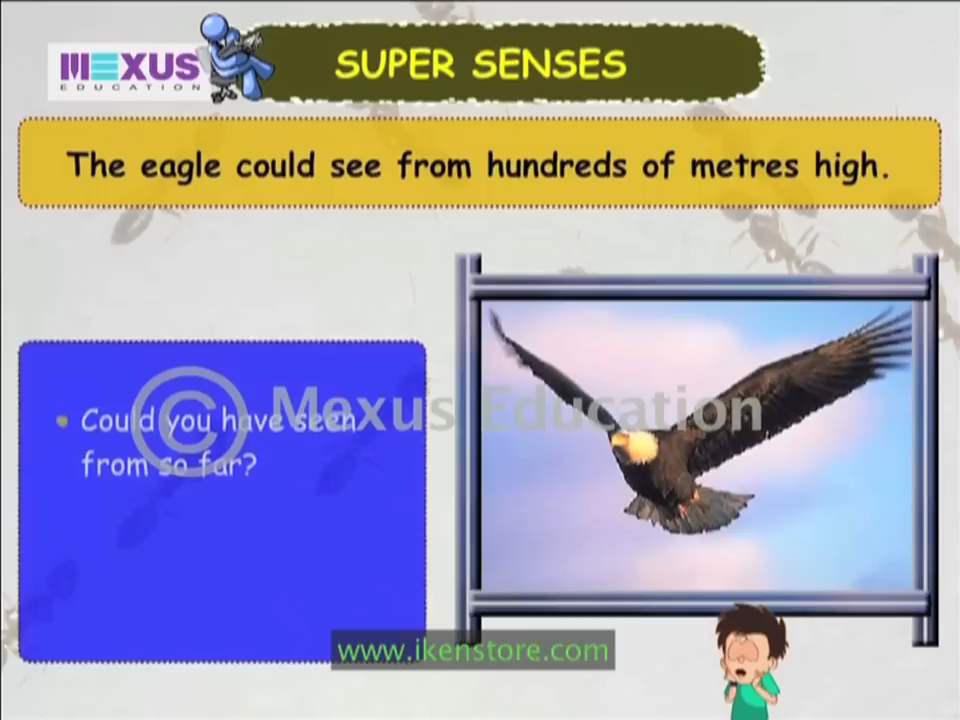 MEXUS
EDUCATION
SUPER SENSES
The eagle could see from hundreds of metres high.
© Mexus Education
• Could you have seen
from so far?
www.ikenstore.com